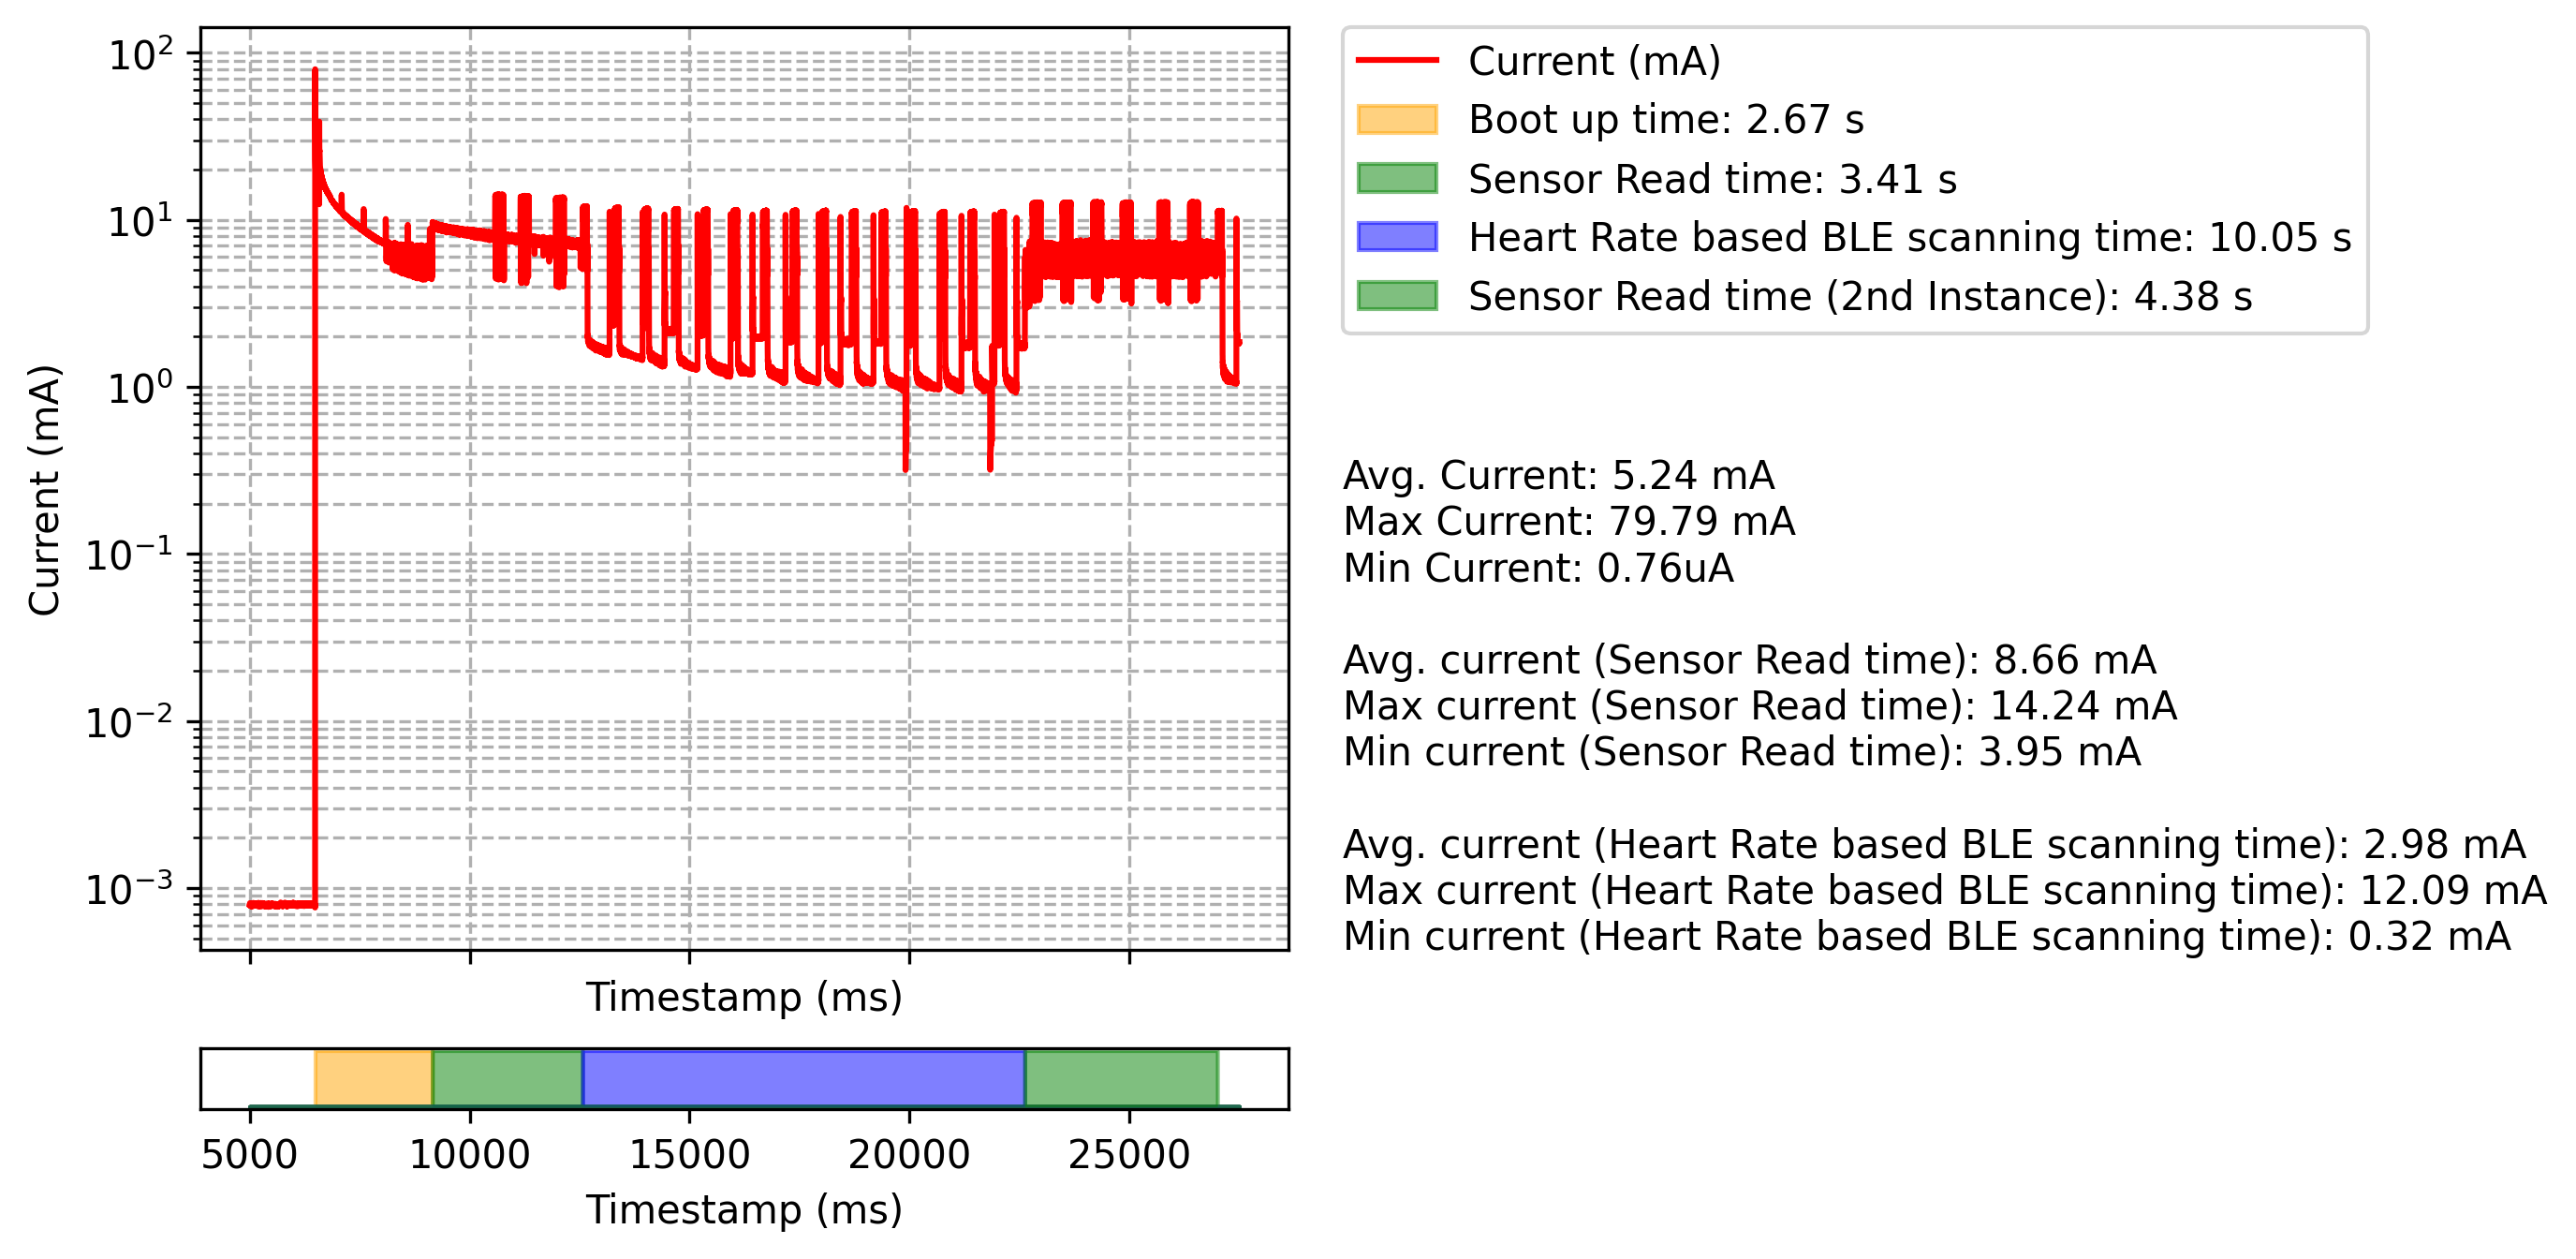 10²
10¹
10⁰
10⁻¹
10⁻²
10⁻³
Current (mA)
Timestamp (ms)
5000 10000 15000 20000 25000
Timestamp (ms)
Current (mA)
Boot up time: 2.67 s
Sensor Read time: 3.41 s
Heart Rate based BLE scanning time: 10.05 s
Sensor Read time (2nd Instance): 4.38 s
Avg. Current: 5.24 mA
Max Current: 79.79 mA
Min Current: 0.76uA
Avg. current (Sensor Read time): 8.66 mA
Max current (Sensor Read time): 14.24 mA
Min current (Sensor Read time): 3.95 mA
Avg. current (Heart Rate based BLE scanning time): 2.98 mA
Max current (Heart Rate based BLE scanning time): 12.09 mA
Min current (Heart Rate based BLE scanning time): 0.32 mA